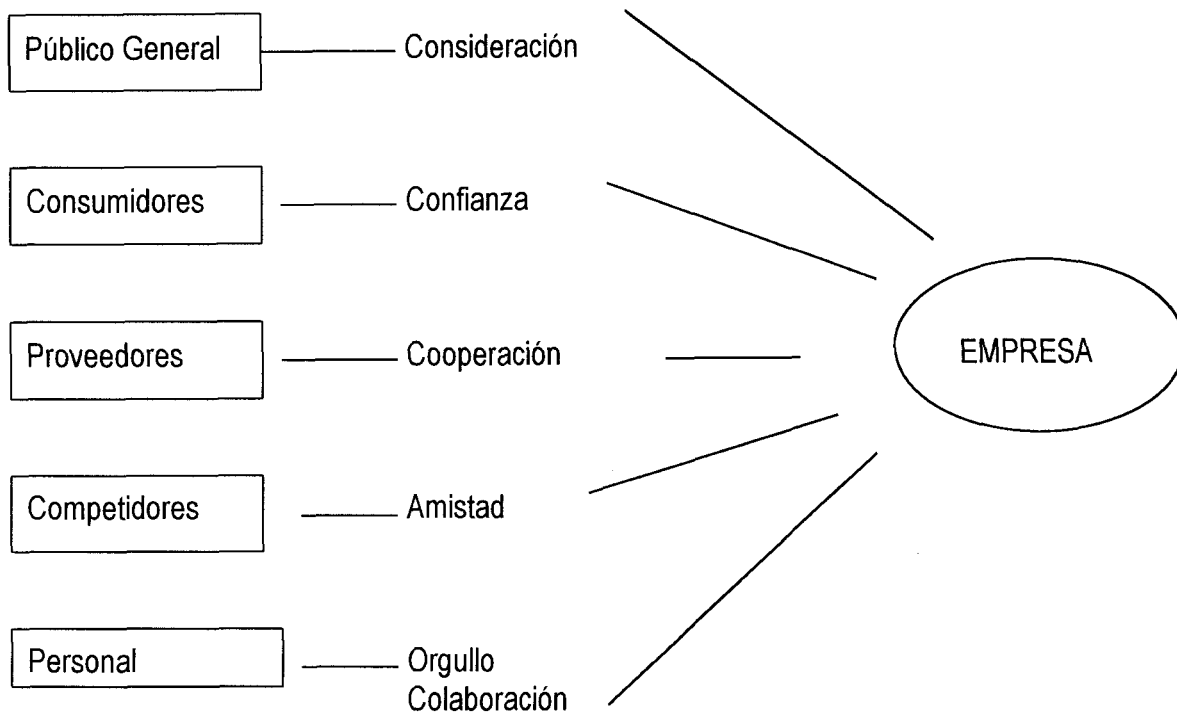 Público General
Consideración
Consumidores
Confianza
Proveedores
Cooperación
EMPRESA
Competidores
Amistad
Personal
Orgullo
Colaboración